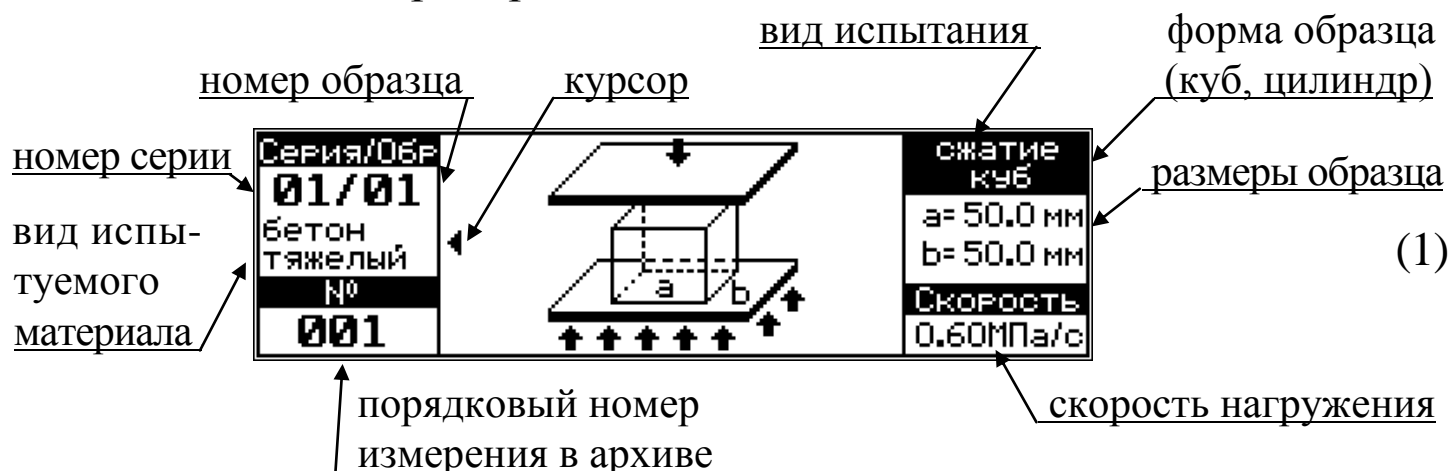 вид испытания
форма образца
(куб, цилиндр)
номер образца
курсор
номер серии
размеры образца
вид испы-
туемого
материала
(1)
Серия/Обр
01/01
бетон
тяжелый
№
001
a
b
сжатие
куб
a= 50.0 мм
b= 50.0 мм
Скорость
0.60МПа/с
порядковый номер
измерения в архиве
скорость нагружения